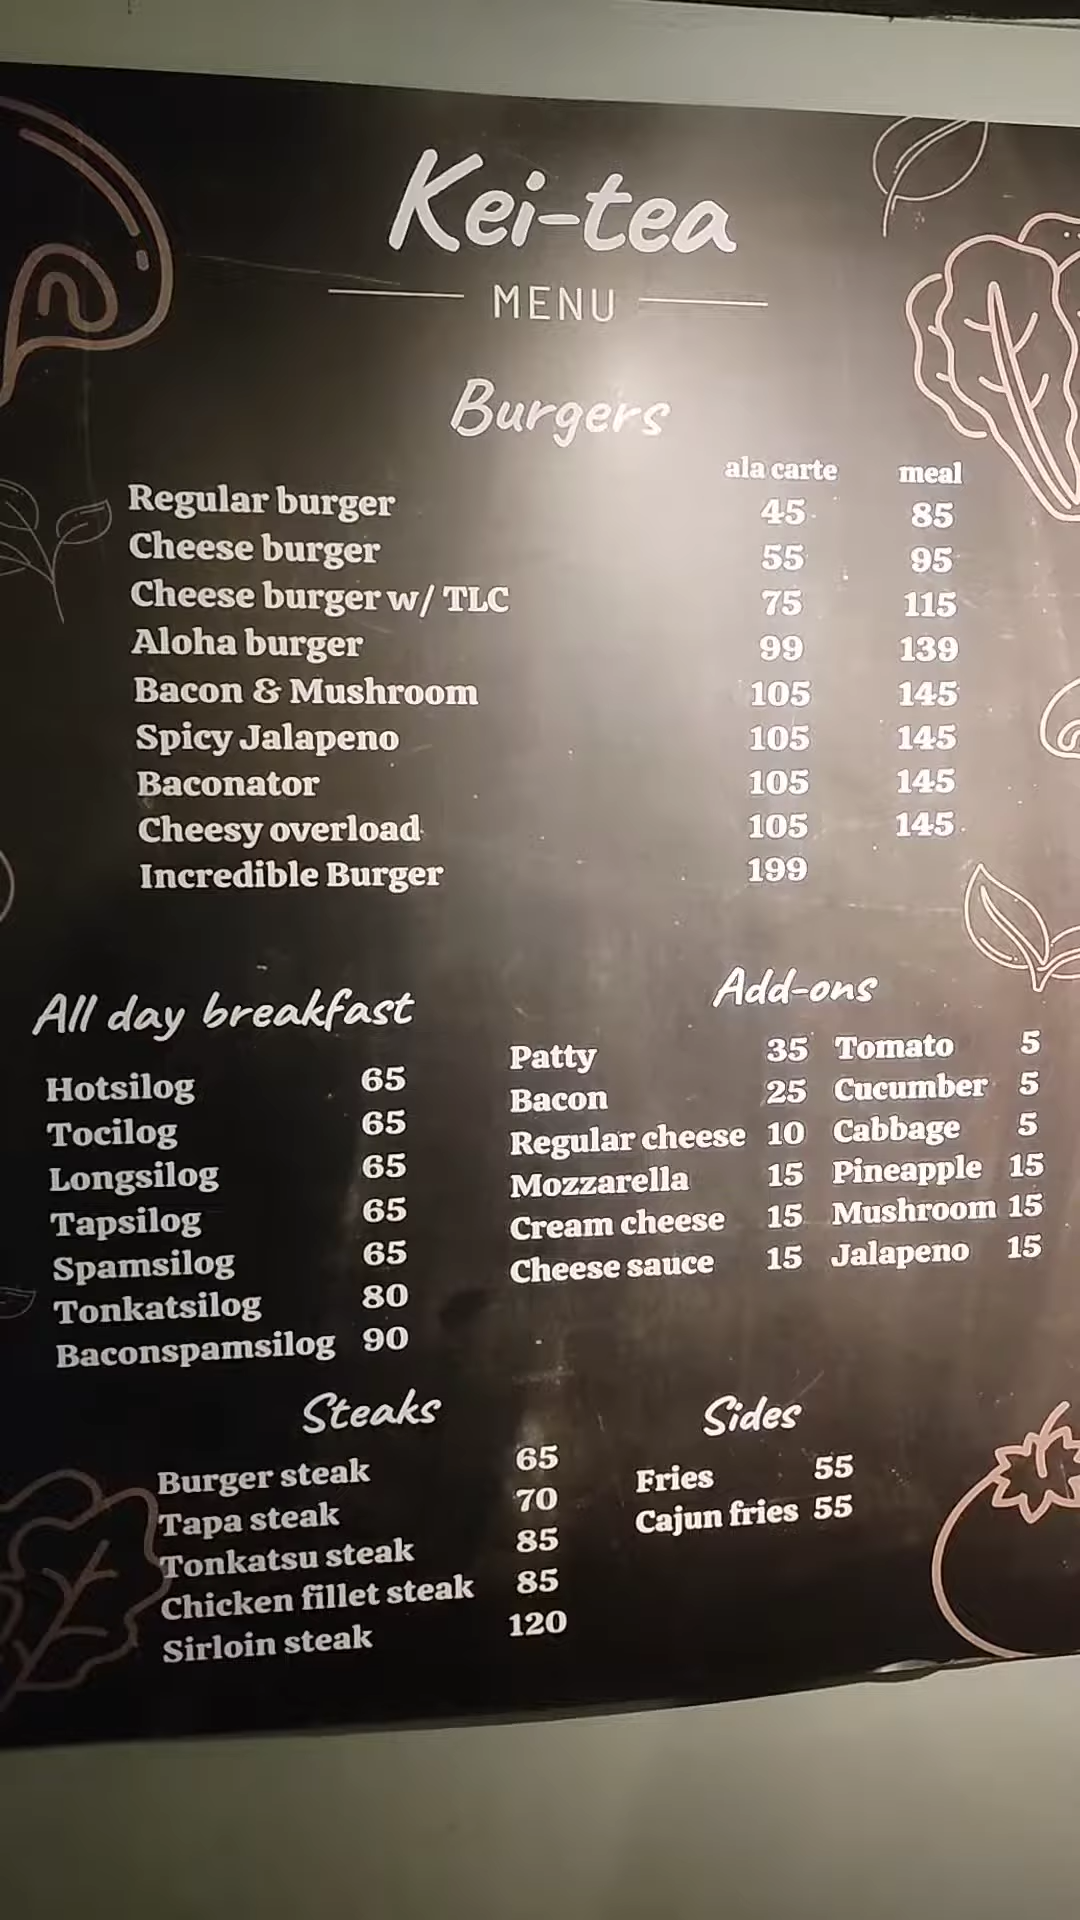 Kei-tea
MENU
Burgers
ala carte meal
Regular burger 45 85
Cheese burger 55 95
Cheese burger w/ TLC 75 115
Aloha burger 99 139
Bacon & Mushroom 105 145
Spicy Jalapeno 105 145
Baconator 105 145
Cheesy overload 105 145
Incredible Burger 199
All day breakfast
Hotsilog 65
Tocilog 65
Longsilog 65
Tapsilog 65
Spamsilog 65
Tonkatsilog 80
Baconspamsilog 90
Add-ons
Patty 35 Tomato 5
Bacon 25 Cucumber 5
Regular cheese 10 Cabbage 5
Mozzarella 15 Pineapple 15
Cream cheese 15 Mushroom 15
Cheese sauce 15 Jalapeno 15
Steaks
Burger steak 65
Tapa steak 70
Tonkatsu steak 85
Chicken fillet steak 85
Sirloin steak 120
Sides
Fries 55
Cajun fries 55